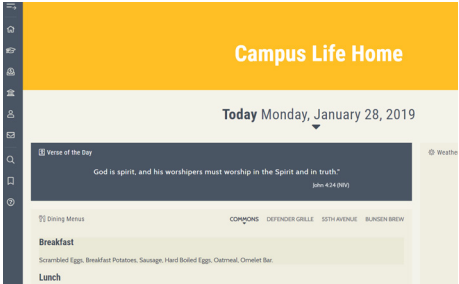 Campus Life Home
Today Monday, January 28, 2019
Verse of the Day
God is spirit, and his worshipers must worship in the Spirit and in truth."
John 4:24 (NIV)
Weathe
Dining Menus
COMMONS DEFENDER GRILLE 55TH AVENUE BUNSEN BREW
Breakfast
Scrambled Eggs, Breakfast Potatoes, Sausage, Hard Boiled Eggs, Oatmeal, Omelet Bar.
Lunch